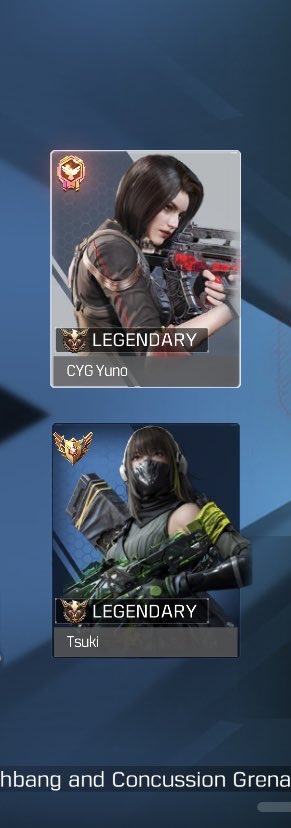 LEGENDARY
CYG Yuno
LEGENDARY
Tsuki
hbang and Concussion Grena